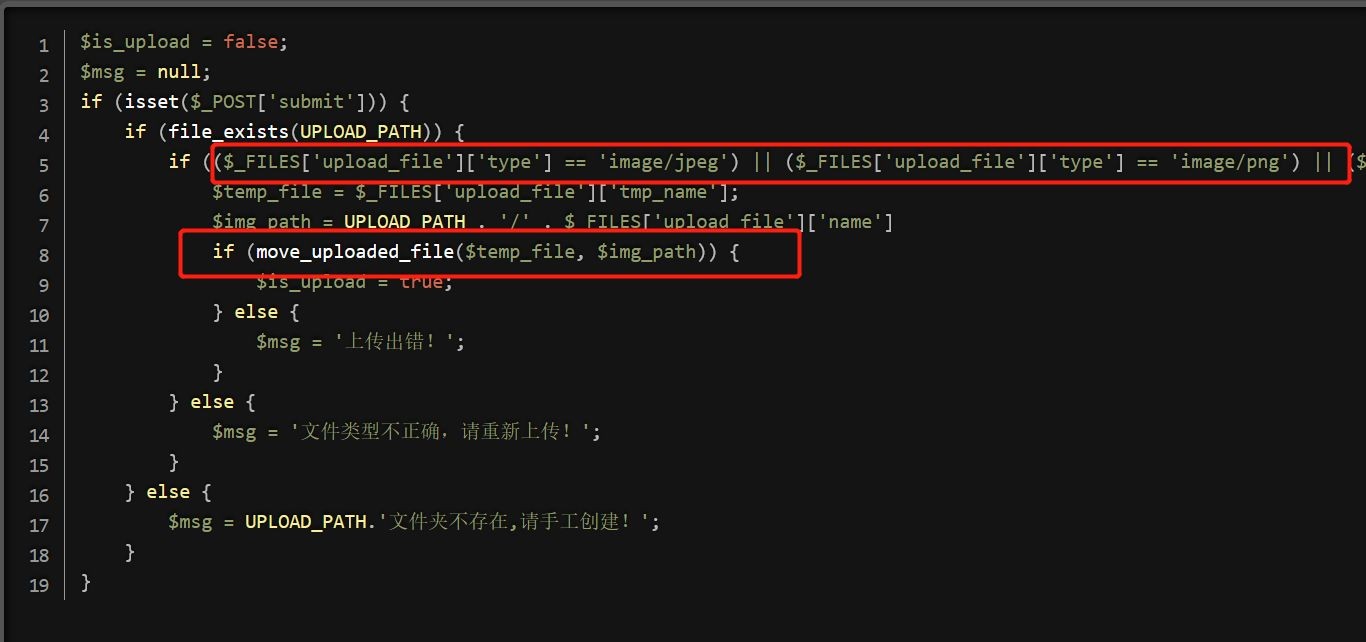 1 $is_upload = false;
2 $msg = null;
3 if (isset($_POST['submit'])) {
4     if (file_exists(UPLOAD_PATH)) {
5         if (($_FILES['upload_file']['type'] == 'image/jpeg') || ($_FILES['upload_file']['type'] == 'image/png') || ($
6             $temp_file = $_FILES['upload_file']['tmp_name'];
7             $img_path = UPLOAD_PATH . '/' . $_FILES['upload_file']['name']
8             if (move_uploaded_file($temp_file, $img_path)) {
9                 $is_upload = true;
10             } else {
11                 $msg = '上传出错！';
12             }
13         } else {
14             $msg = '文件类型不正确，请重新上传！';
15         }
16     } else {
17         $msg = UPLOAD_PATH.'文件夹不存在,请手工创建！';
18     }
19 }